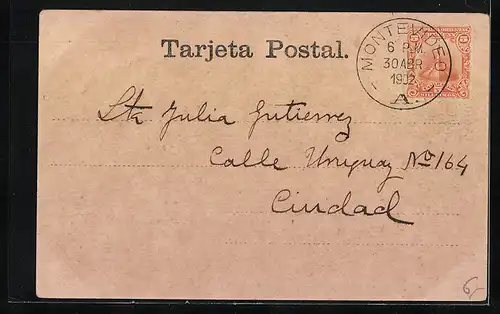 Tarjeta Postal.
MONTEVIDEO
6 P.M.
30 ABR
1902
A.
Sta Julia Gutierrez
Calle Uruguay No 164
Ciudad